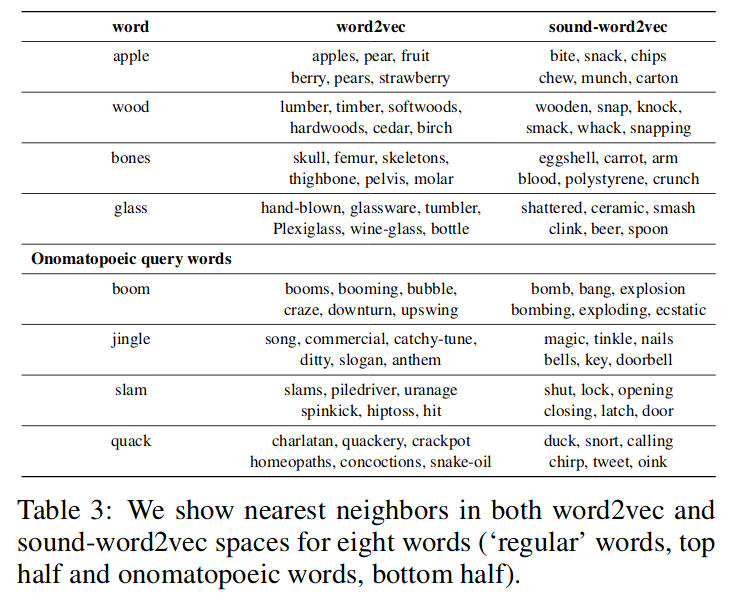 word word2vec sound-word2vec
apple apples, pear, fruit bite, snack, chips
berry, pears, strawberry chew, munch, carton
wood lumber, timber, softwoods, wooden, snap, knock,
hardwoods, cedar, birch smack, whack, snapping
bones skull, femur, skeletons, eggshell, carrot, arm
thighbone, pelvis, molar blood, polystyrene, crunch
glass hand-blown, glassware, tumbler, shattered, ceramic, smash
Plexiglass, wine-glass, bottle clink, beer, spoon
Onomatopoeic query words
boom booms, booming, bubble, bomb, bang, explosion
craze, downturn, upswing bombing, exploding, ecstatic
jingle song, commercial, catchy-tune, magic, tinkle, nails
ditty, slogan, anthem bells, key, doorbell
slam slams, piledriver, uranage shut, lock, opening
spinkick, hiptoss, hit closing, latch, door
quack charlatan, quackery, crackpot duck, snort, calling
homeopaths, concoctions, snake-oil chirp, tweet, oink
Table 3: We show nearest neighbors in both word2vec and
sound-word2vec spaces for eight words (‘regular’ words, top
half and onomatopoeic words, bottom half).